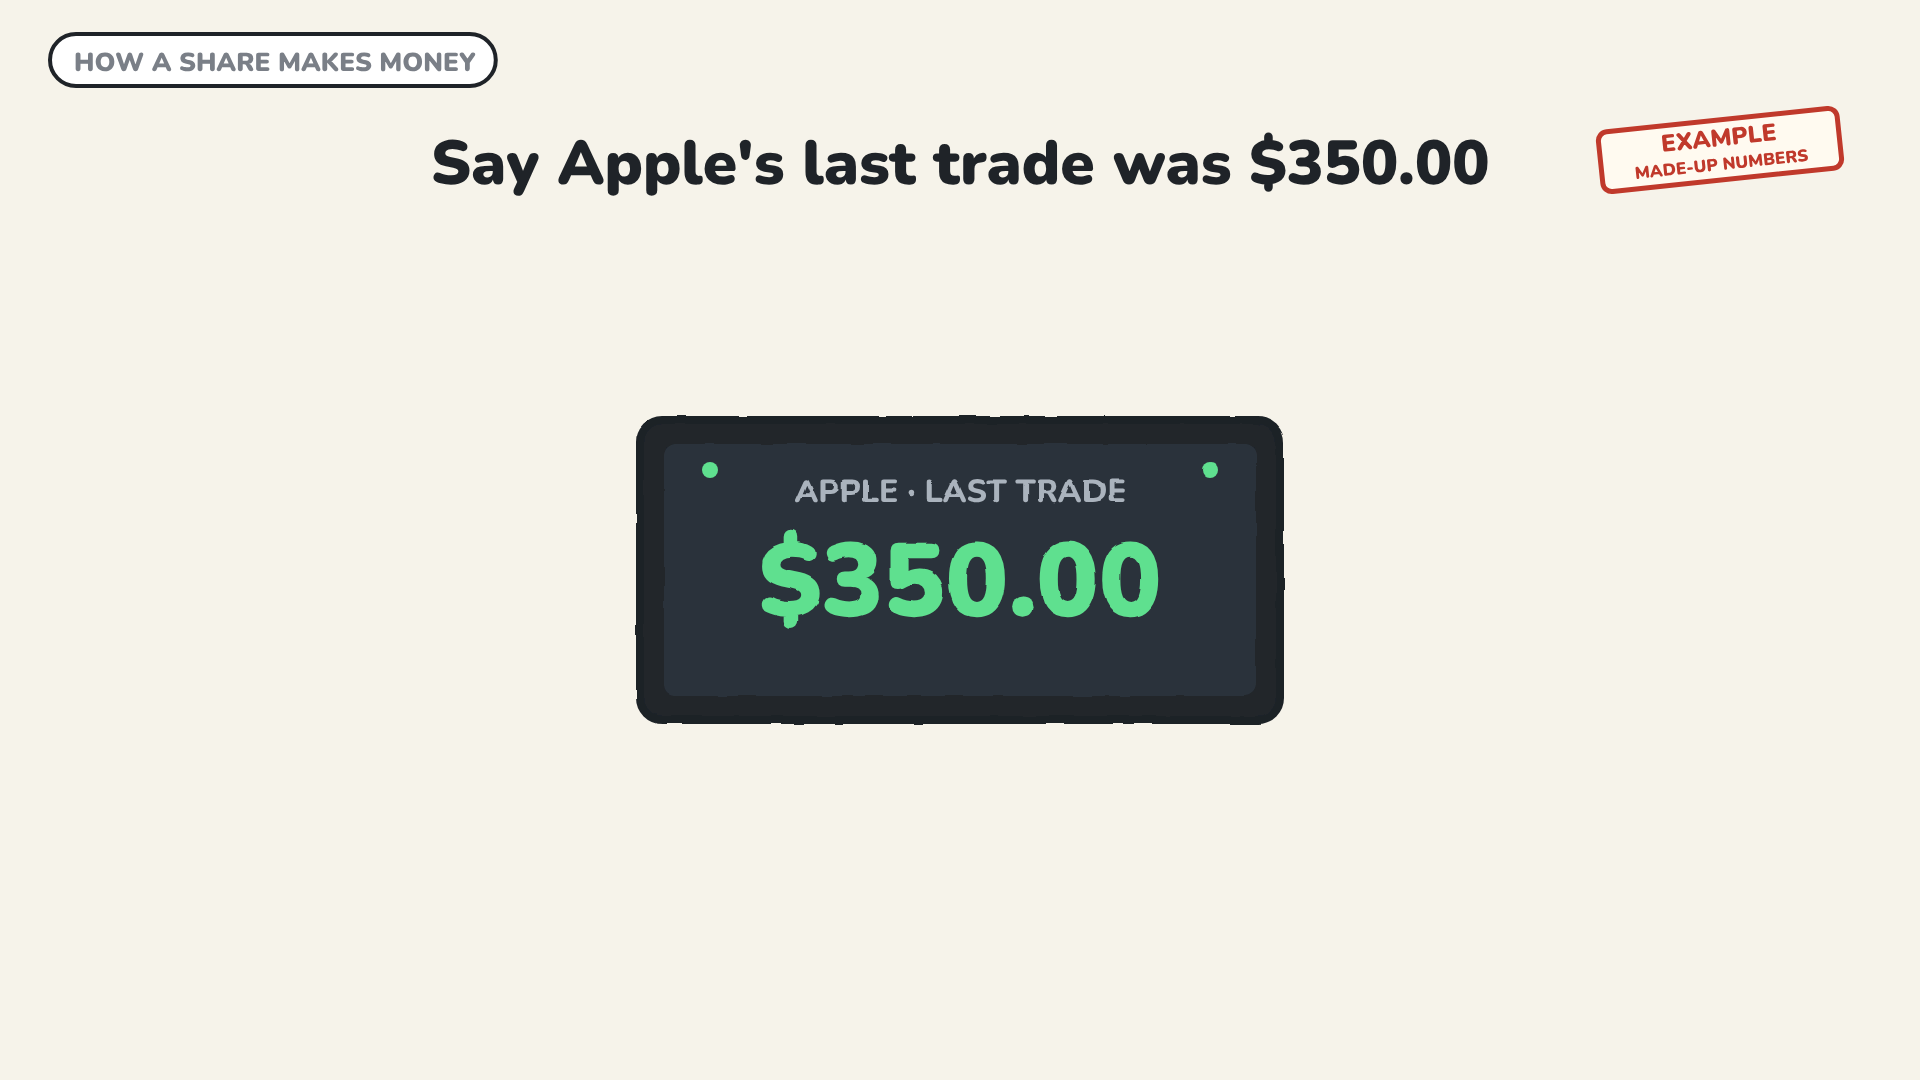 HOW A SHARE MAKES MONEY
Say Apple's last trade was $350.00
EXAMPLE
MADE-UP NUMBERS
APPLE · LAST TRADE
$350.00